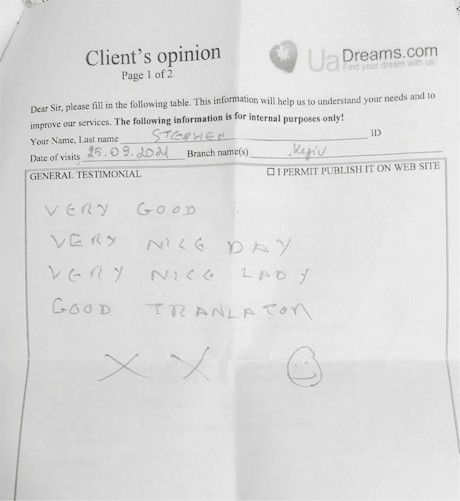 Client's opinion
Page 1 of 2
UaDreams.com
Find your dream with us!
Dear Sir, please fill in the following table. This information will help us to understand your needs and to
improve our services. The following information is for internal purposes only!
Your Name, Last name STEPHEN ID
Date of visits 25.09.2021 Branch name(s) Kyiv
GENERAL TESTIMONIAL ☐ I PERMIT PUBLISH IT ON WEB SITE
VERY GOOD
VERY NICE DAY
VERY NICE LADY
GOOD TRANLATOR
X X